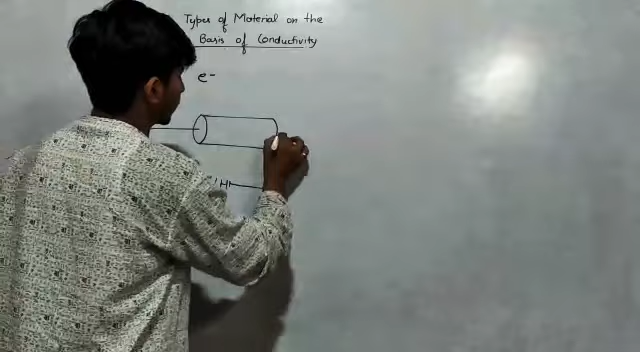 Types of Material on the
Basis of Conductivity
e-